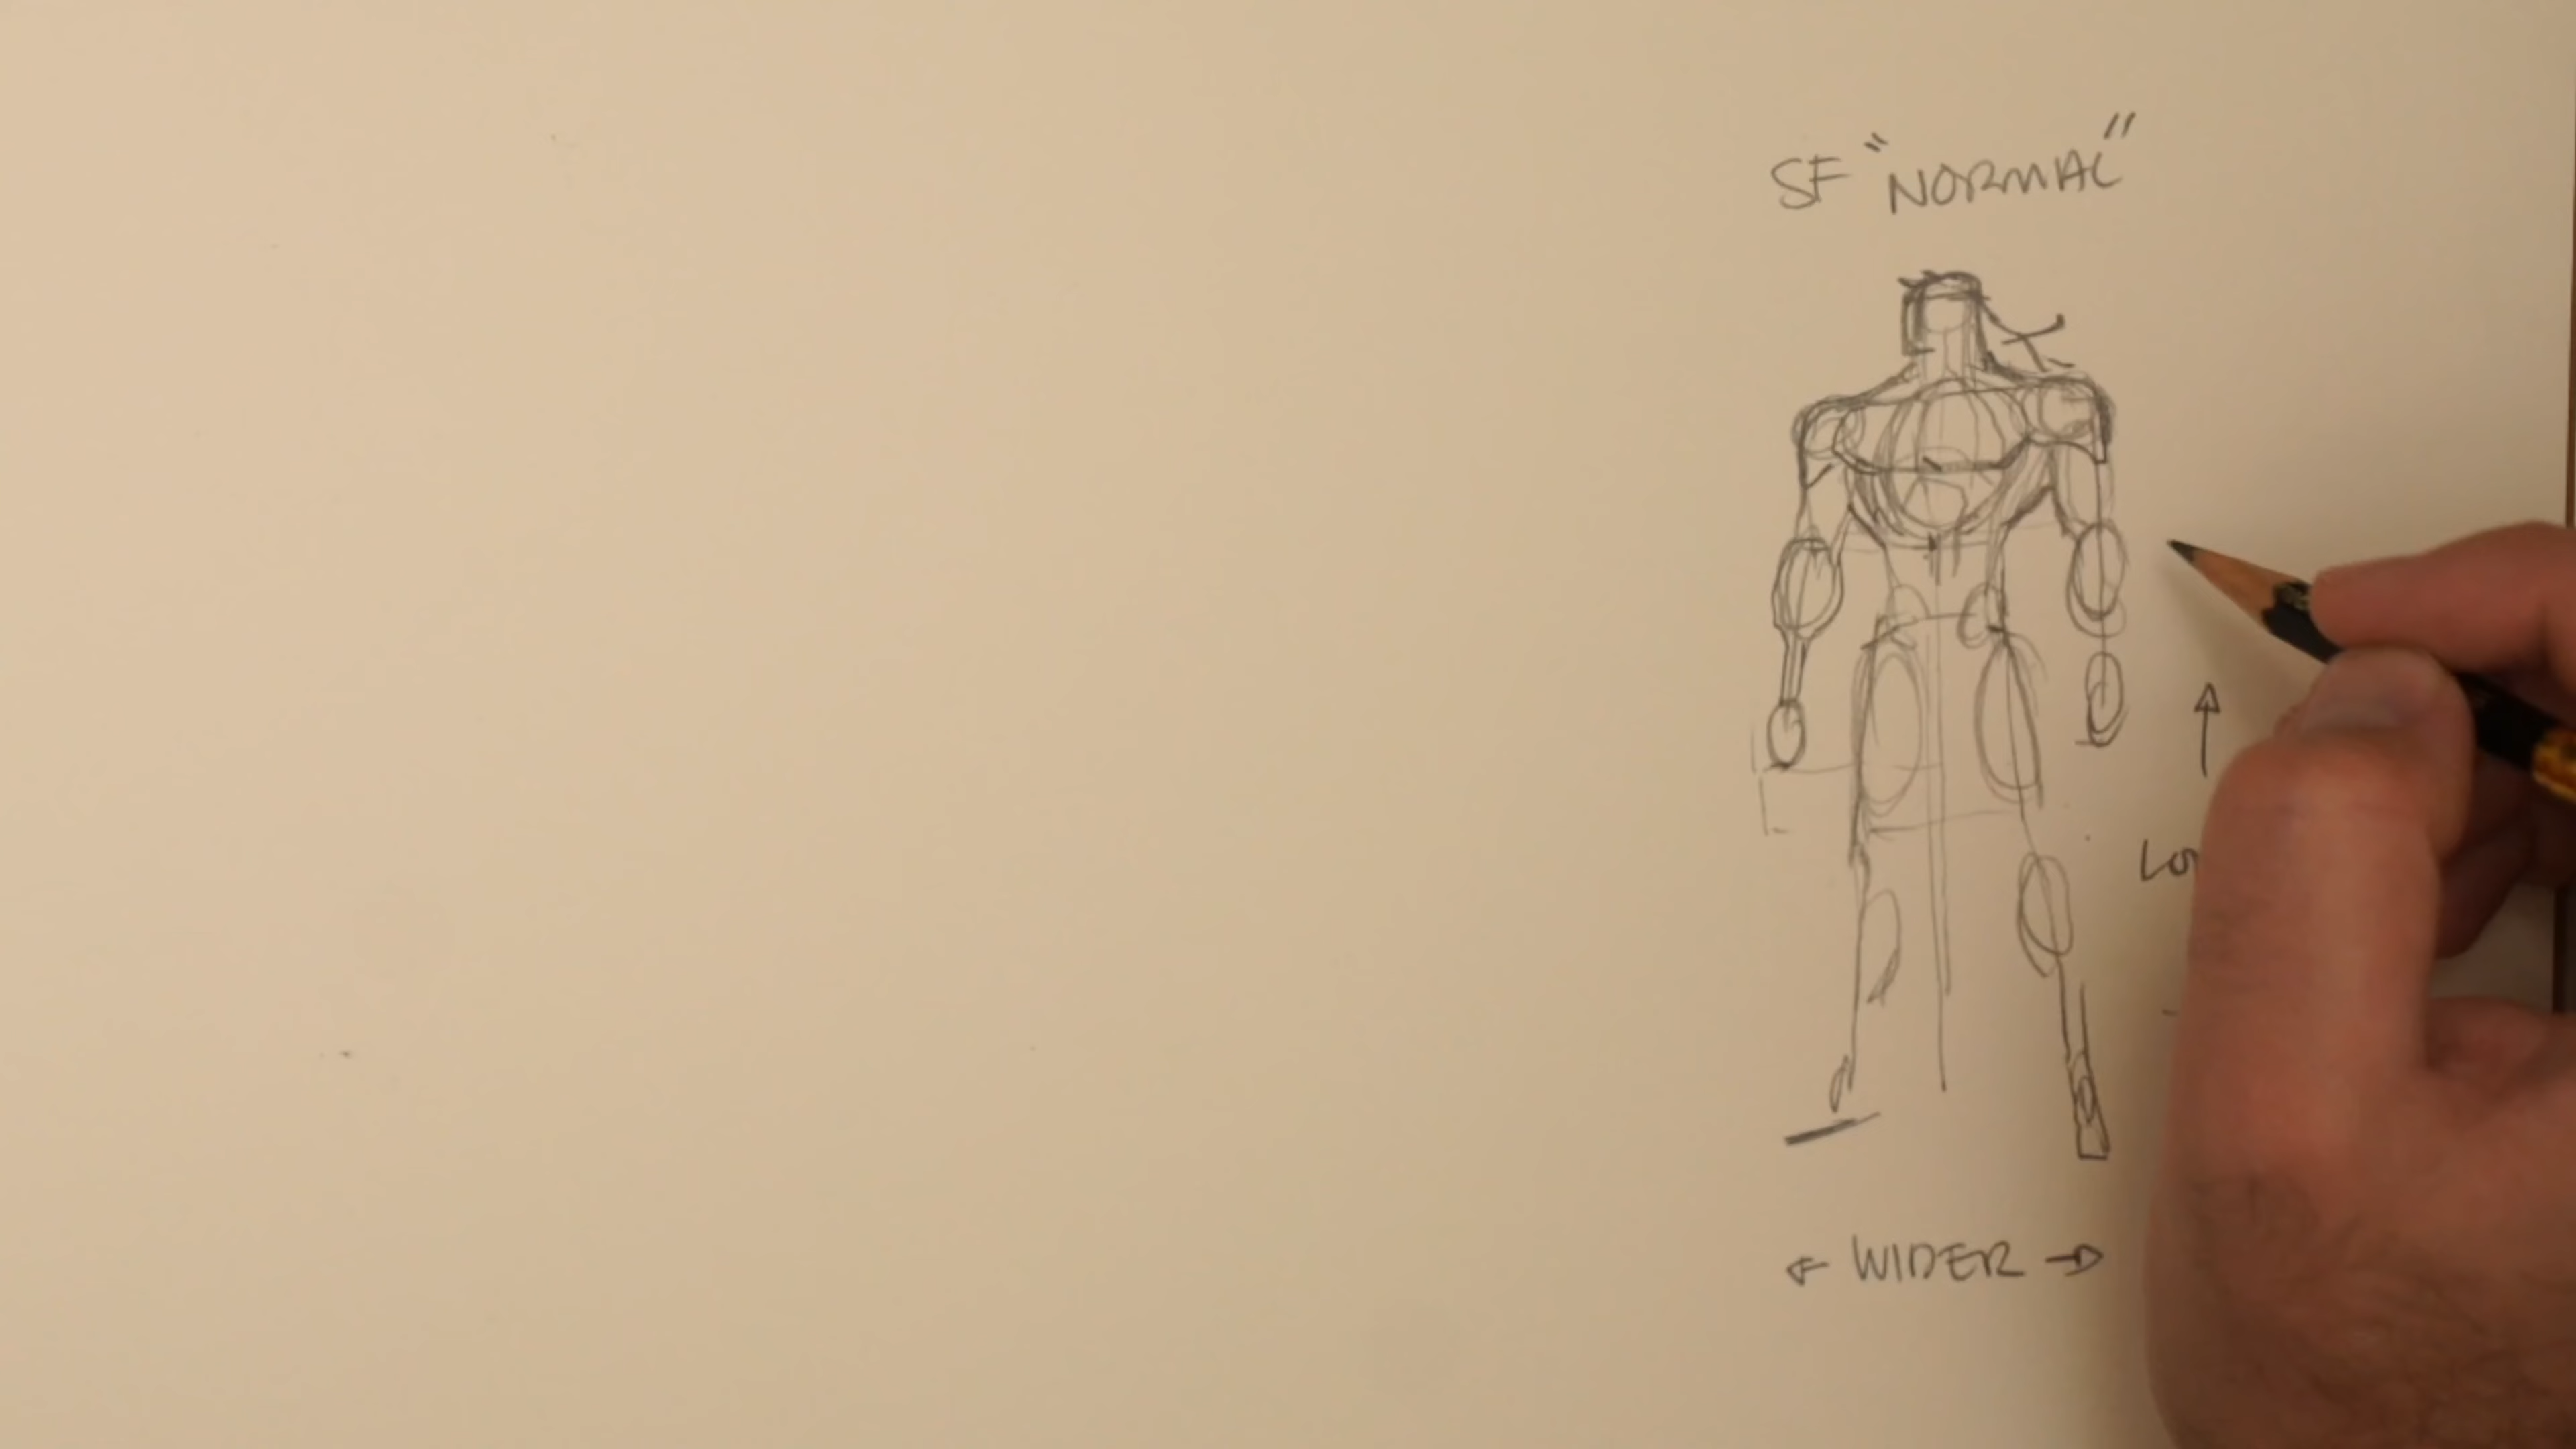 SF "NORMAL"
← WIDER →